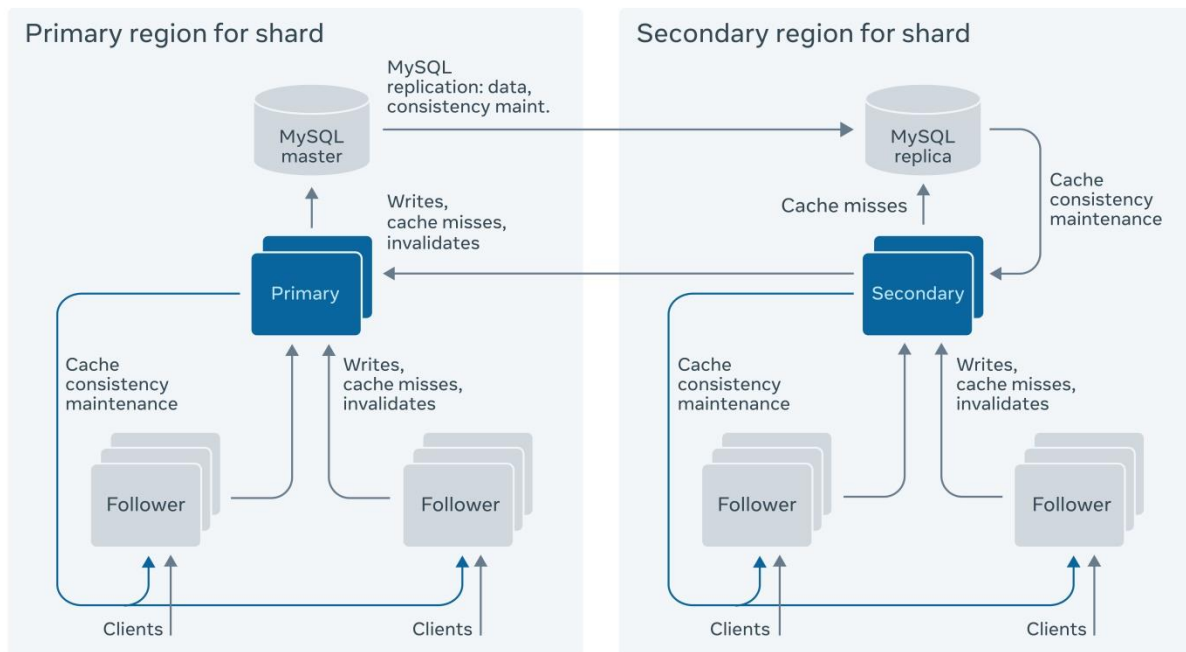 Primary region for shard
MySQL
replication: data,
consistency maint.
MySQL
master
Writes,
cache misses,
invalidates
Primary
Cache
consistency
maintenance
Writes,
cache misses,
invalidates
Follower
Follower
Clients
Clients
Secondary region for shard
MySQL
replica
Cache misses
Cache
consistency
maintenance
Secondary
Cache
consistency
maintenance
Writes,
cache misses,
invalidates
Follower
Follower
Clients
Clients